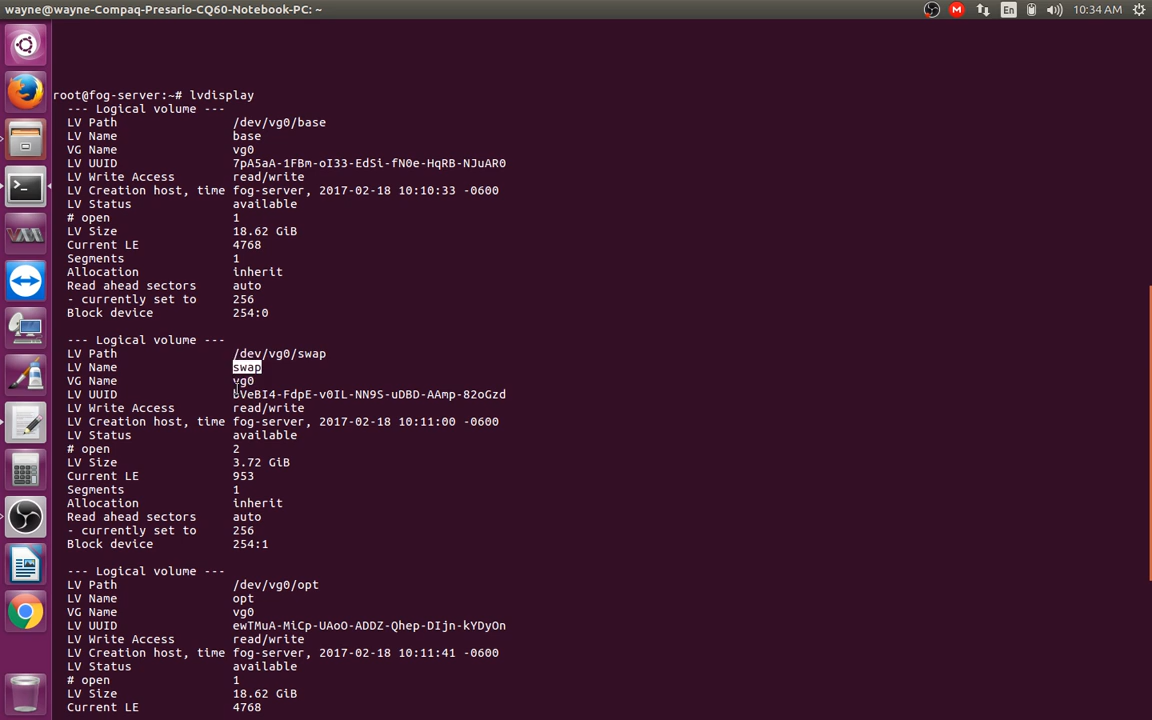 wayne@wayne-Compaq-Presario-CQ60-Notebook-PC: ~
En
10:34 AM
root@fog-server:~# lvdisplay
--- Logical volume ---
LV Path /dev/vg0/base
LV Name base
VG Name vg0
LV UUID 7pA5aA-1FBm-oI33-EdSi-fN0e-HqRB-NJuAR0
LV Write Access read/write
LV Creation host, time fog-server, 2017-02-18 10:10:33 -0600
LV Status available
# open 1
LV Size 18.62 GiB
Current LE 4768
Segments 1
Allocation inherit
Read ahead sectors auto
- currently set to 256
Block device 254:0
--- Logical volume ---
LV Path /dev/vg0/swap
LV Name swap
VG Name vg0
LV UUID VeBI4-FdpE-v0IL-NN9S-uDBD-AAmp-82oGzd
LV Write Access read/write
LV Creation host, time fog-server, 2017-02-18 10:11:00 -0600
LV Status available
# open 2
LV Size 3.72 GiB
Current LE 953
Segments 1
Allocation inherit
Read ahead sectors auto
- currently set to 256
Block device 254:1
--- Logical volume ---
LV Path /dev/vg0/opt
LV Name opt
VG Name vg0
LV UUID ewTMuA-MiCp-UAoO-ADDZ-Qhep-DIjn-kYDyOn
LV Write Access read/write
LV Creation host, time fog-server, 2017-02-18 10:11:41 -0600
LV Status available
# open 1
LV Size 18.62 GiB
Current LE 4768